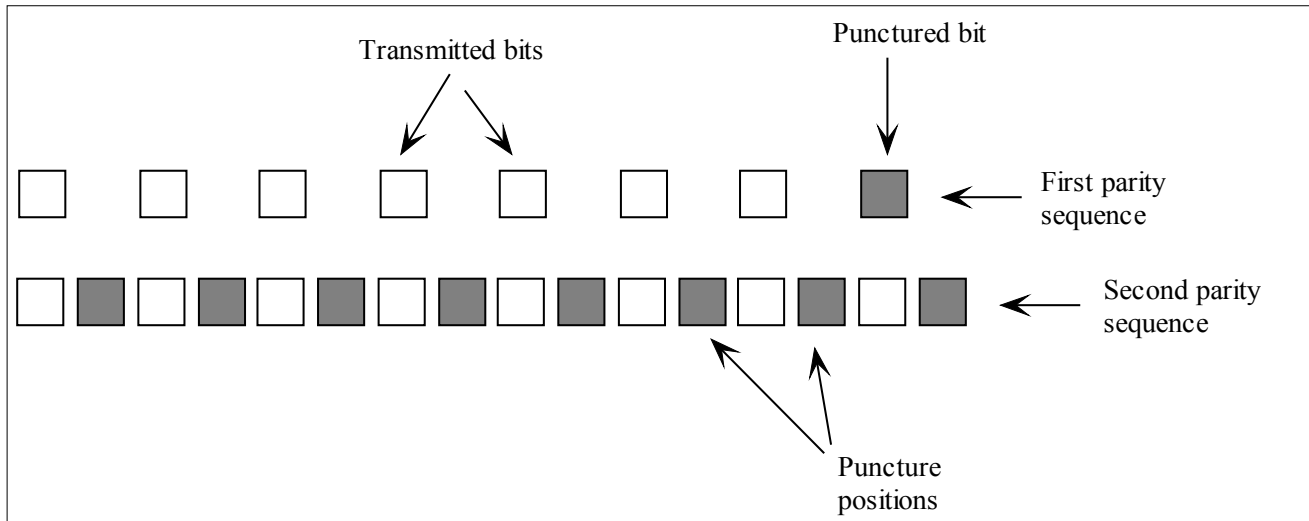 Transmitted bits
Punctured bit
First parity
sequence
Second parity
sequence
Puncture
positions